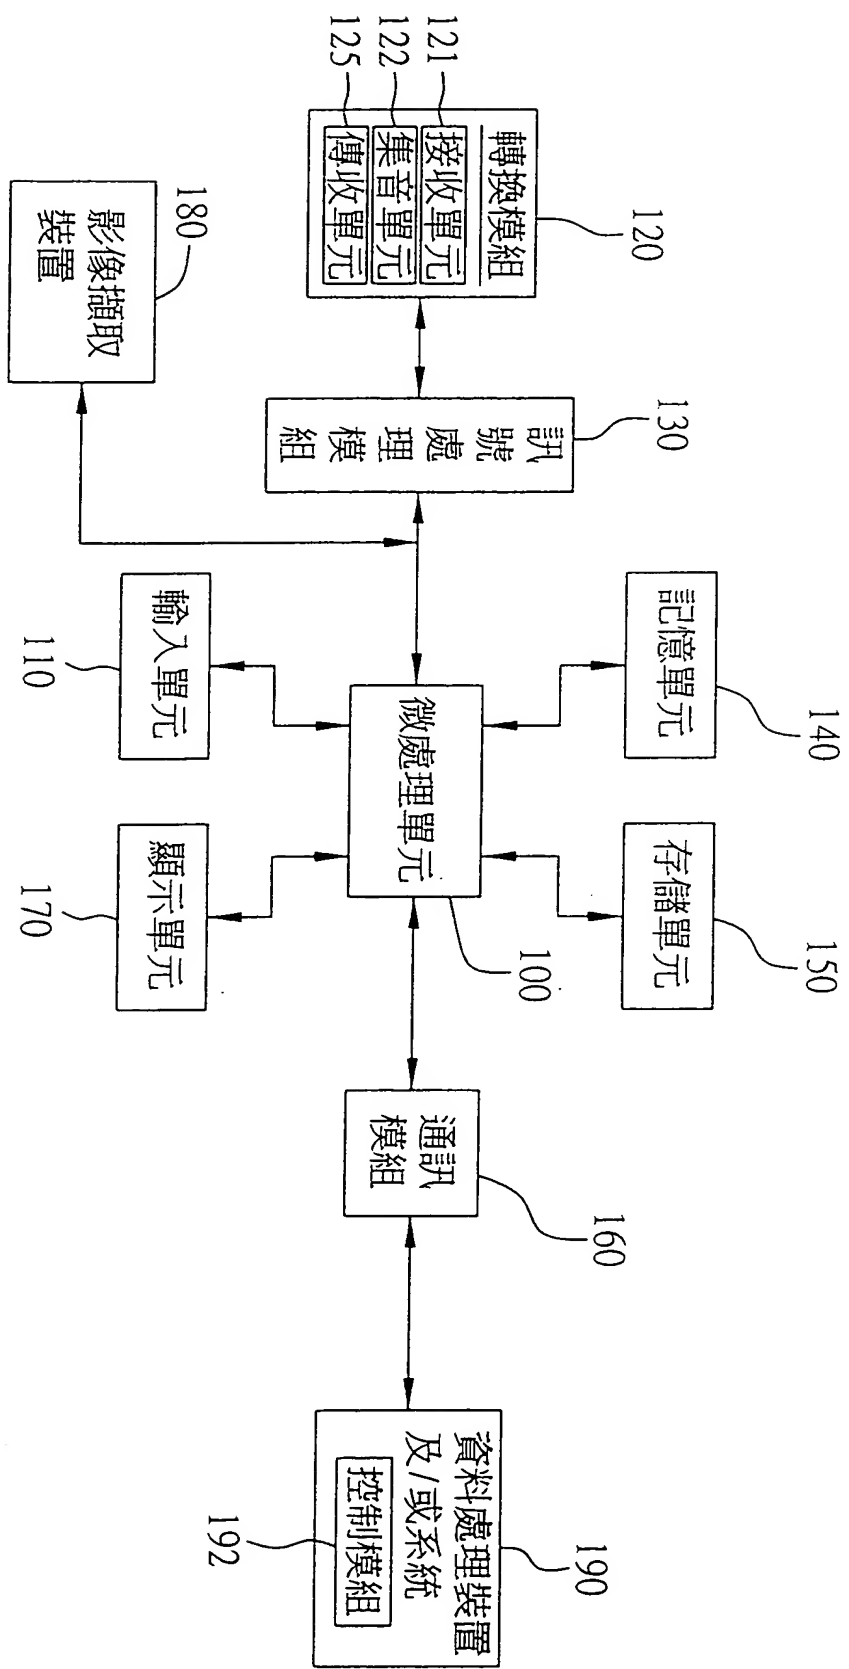 120
轉換模組
121
接收單元
122
集音單元
125
傳收單元
130
訊號處理模組
180
影像擷取
裝置
140
記憶單元
150
存儲單元
微處理單元
100
110
輸入單元
170
顯示單元
160
通訊
模組
190
資料處理裝置
及/或系統
控制模組
192